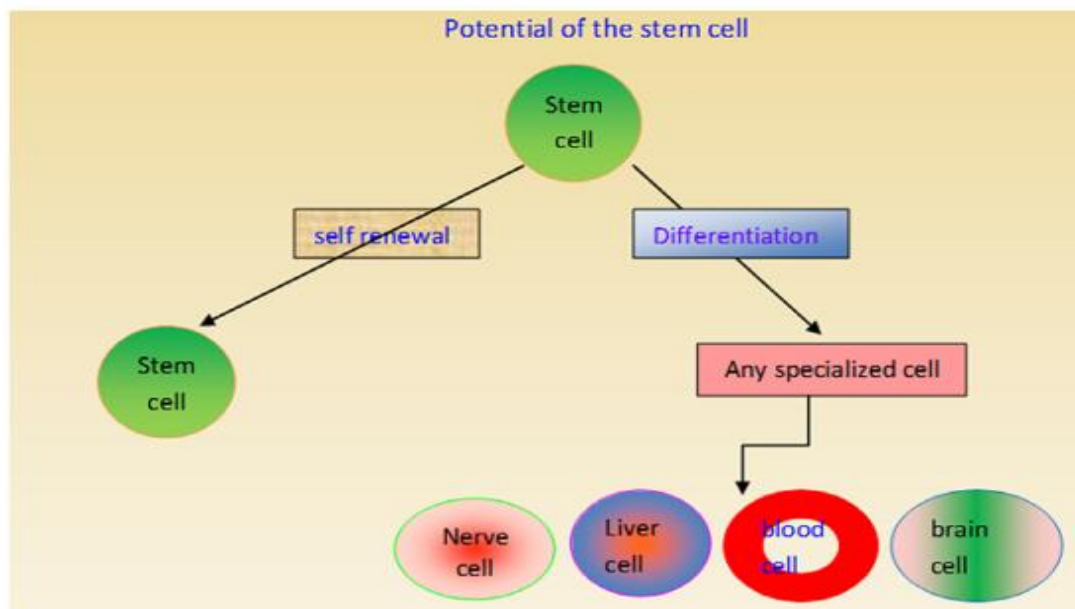 Potential of the stem cell
Stem
cell
self renewal
Differentiation
Stem
cell
Any specialized cell
Nerve
cell
Liver
cell
blood
cell
brain
cell